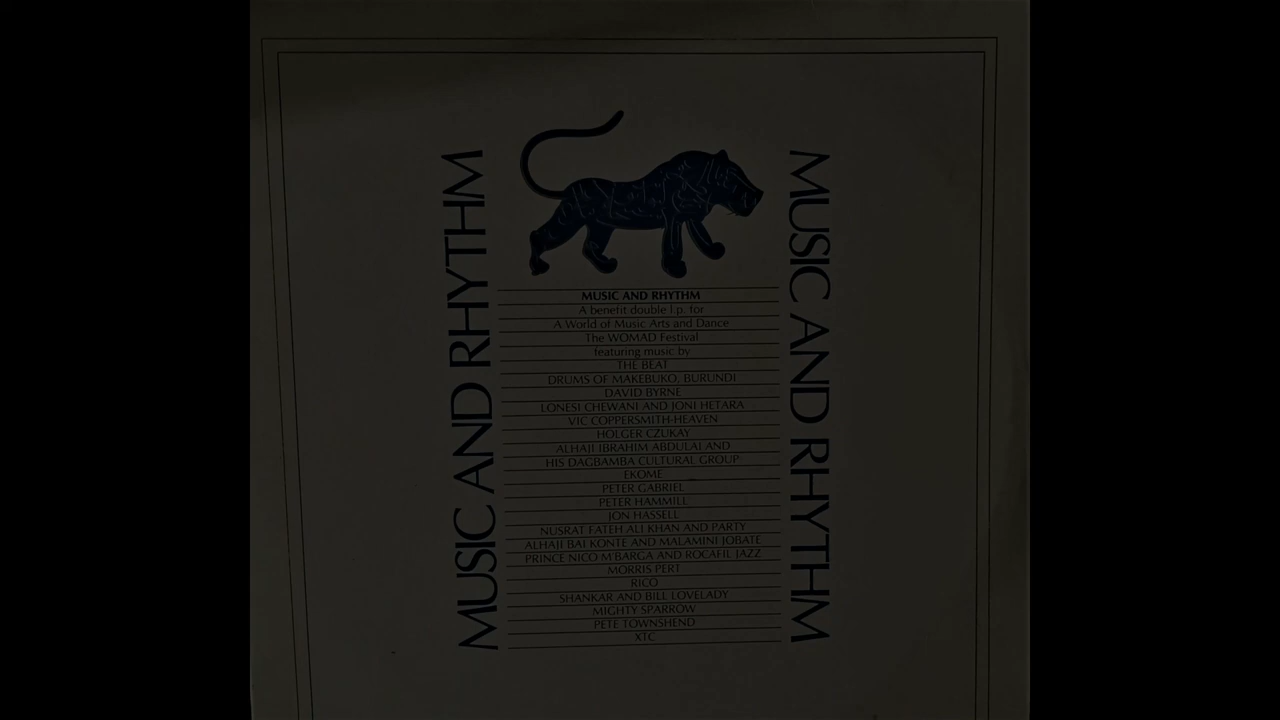 MUSIC AND RHYTHM
MUSIC AND RHYTHM
MUSIC AND RHYTHM
A benefit double l.p. for
A World of Music Arts and Dance
The WOMAD Festival
featuring music by
THE BEAT
DRUMS OF MAKEBUKO, BURUNDI
DAVID BYRNE
LONESI CHEWANI AND JONI HETARA
VIC COPPERSMITH-HEAVEN
HOLGER CZUKAY
ALHAJI IBRAHIM ABDULAI AND
HIS DAGBAMBA CULTURAL GROUP
EKOME
PETER GABRIEL
PETER HAMMILL
JON HASSELL
NUSRAT FATEH ALI KHAN AND PARTY
ALHAJI BAI KONTE AND MALAMINI JOBATE
PRINCE NICO M'BARGA AND ROCAFIL JAZZ
MORRIS PERT
RICO
SHANKAR AND BILL LOVELADY
MIGHTY SPARROW
PETE TOWNSHEND
XTC